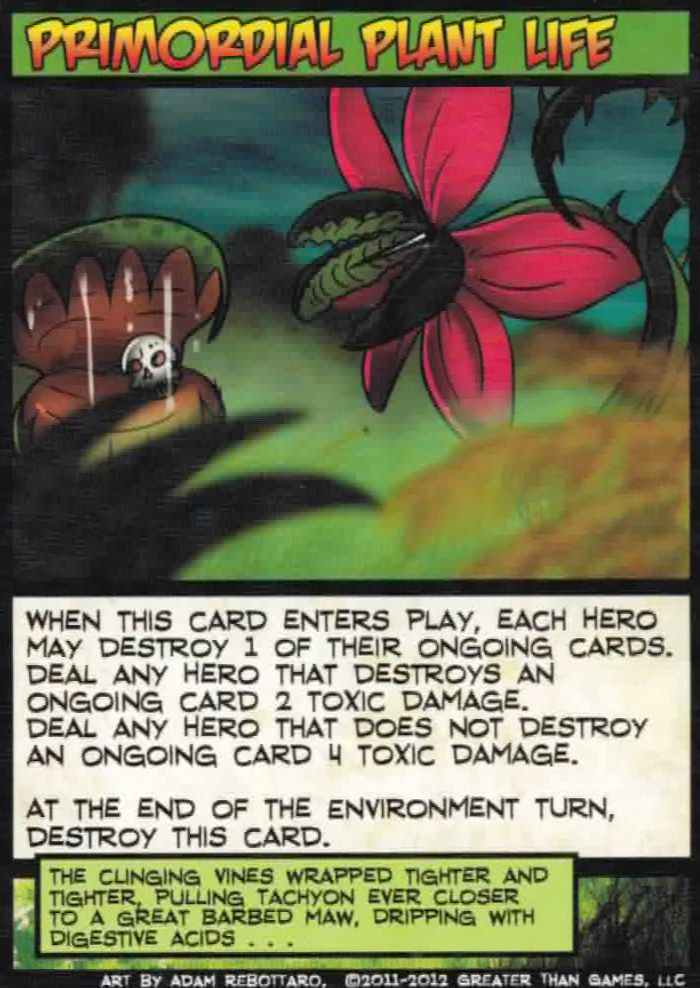 PRIMORDIAL PLANT LIFE
WHEN THIS CARD ENTERS PLAY, EACH HERO
MAY DESTROY 1 OF THEIR ONGOING CARDS.
DEAL ANY HERO THAT DESTROYS AN
ONGOING CARD 2 TOXIC DAMAGE.
DEAL ANY HERO THAT DOES NOT DESTROY
AN ONGOING CARD 4 TOXIC DAMAGE.
AT THE END OF THE ENVIRONMENT TURN,
DESTROY THIS CARD.
THE CLINGING VINES WRAPPED TIGHTER AND
TIGHTER, PULLING TACHYON EVER CLOSER
TO A GREAT BARBED MAW, DRIPPING WITH
DIGESTIVE ACIDS . . .
ART BY ADAM REBOTTARO. ©2011-2012 GREATER THAN GAMES, LLC